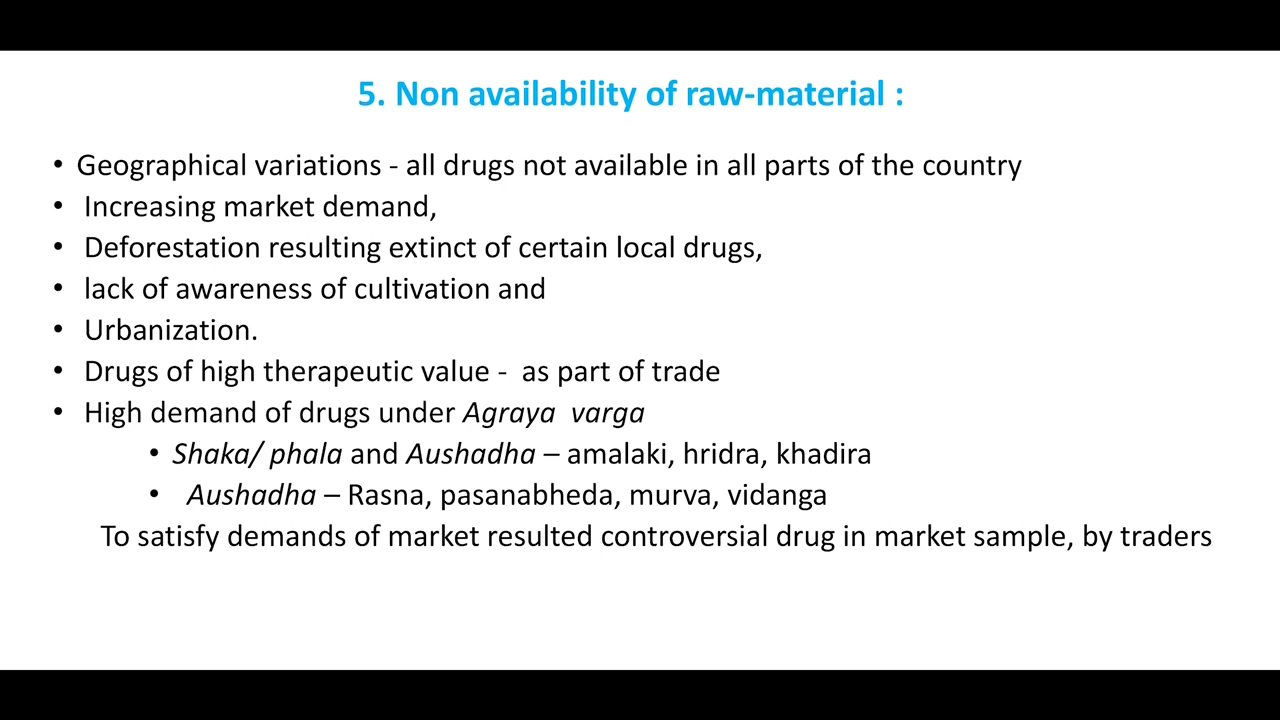 5. Non availability of raw-material :
• Geographical variations - all drugs not available in all parts of the country
• Increasing market demand,
• Deforestation resulting extinct of certain local drugs,
• lack of awareness of cultivation and
• Urbanization.
• Drugs of high therapeutic value - as part of trade
• High demand of drugs under Agraya varga
• Shaka/ phala and Aushadha – amalaki, hridra, khadira
• Aushadha – Rasna, pasanabheda, murva, vidanga
To satisfy demands of market resulted controversial drug in market sample, by traders